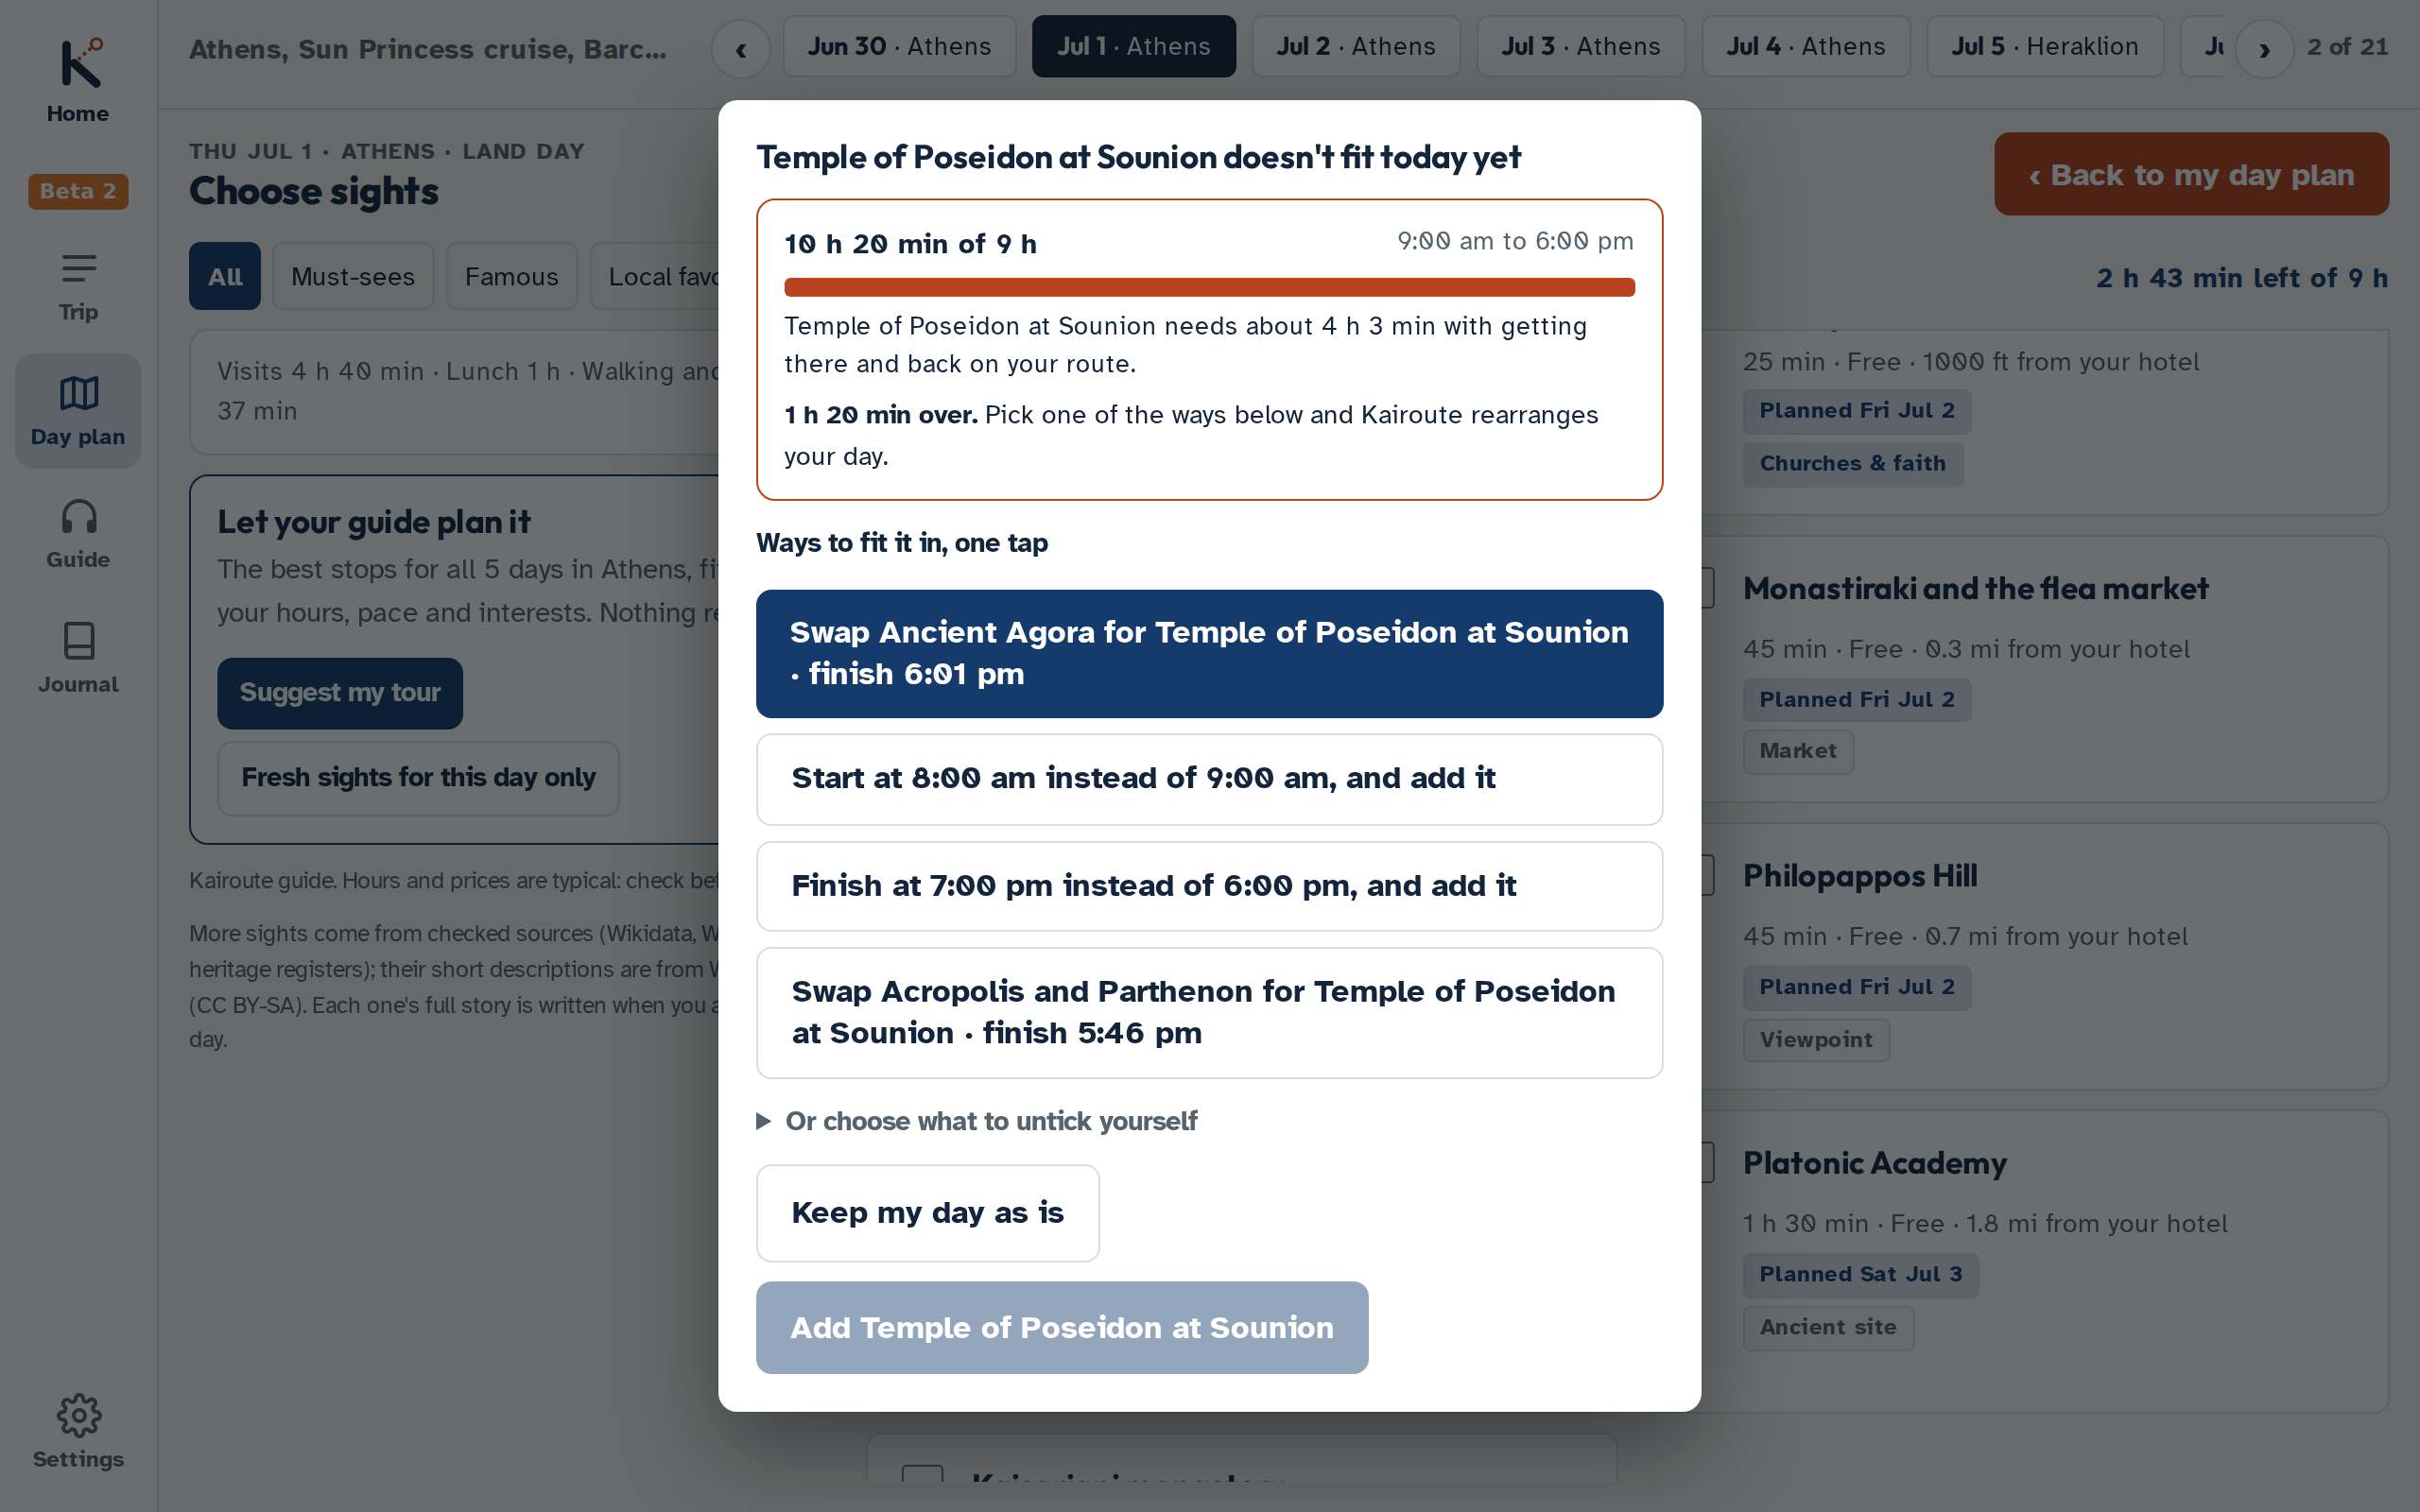 Home
Beta 2
Trip
Day plan
Guide
Journal
Settings
Athens, Sun Princess cruise, Barc...
‹
Jun 30 · Athens
Jul 1 · Athens
Jul 2 · Athens
Jul 3 · Athens
Jul 4 · Athens
Jul 5 · Heraklion
›
2 of 21
THU JUL 1 · ATHENS · LAND DAY
Choose sights
‹ Back to my day plan
All
Must-sees
Famous
Local
2 h 43 min left of 9 h
Visits 4 h 40 min · Lunch 1 h · Walking
37 min
Let your guide plan it
The best stops for all 5 days in Athens,
your hours, pace and interests. Nothing
Suggest my tour
Fresh sights for this day only
Kairoute guide. Hours and prices are typical: check
More sights come from checked sources (Wikidata,
heritage registers); their short descriptions are from
(CC BY-SA). Each one's full story is written when you
day.
Temple of Poseidon at Sounion doesn't fit today yet
10 h 20 min of 9 h
9:00 am to 6:00 pm
Temple of Poseidon at Sounion needs about 4 h 3 min with getting
there and back on your route.
1 h 20 min over. Pick one of the ways below and Kairoute rearranges
your day.
Ways to fit it in, one tap
Swap Ancient Agora for Temple of Poseidon at Sounion
· finish 6:01 pm
Start at 8:00 am instead of 9:00 am, and add it
Finish at 7:00 pm instead of 6:00 pm, and add it
Swap Acropolis and Parthenon for Temple of Poseidon
at Sounion · finish 5:46 pm
▶ Or choose what to untick yourself
Keep my day as is
Add Temple of Poseidon at Sounion
25 min · Free · 1000 ft from your hotel
Planned Fri Jul 2
Churches & faith
Monastiraki and the flea market
45 min · Free · 0.3 mi from your hotel
Planned Fri Jul 2
Market
Philopappos Hill
45 min · Free · 0.7 mi from your hotel
Planned Fri Jul 2
Viewpoint
Platonic Academy
1 h 30 min · Free · 1.8 mi from your hotel
Planned Sat Jul 3
Ancient site